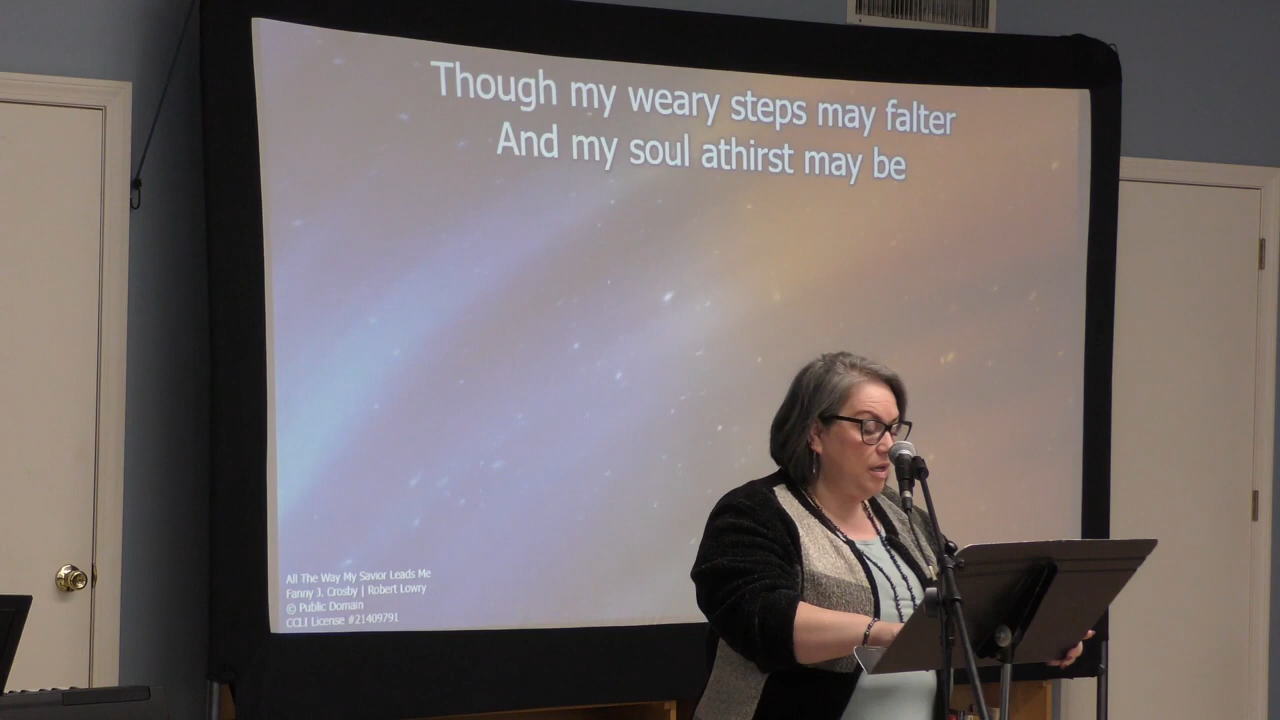 Though my weary steps may falter
And my soul athirst may be
All The Way My Savior Leads Me
Fanny J. Crosby | Robert Lowry
© Public Domain
CCLI License #21409791